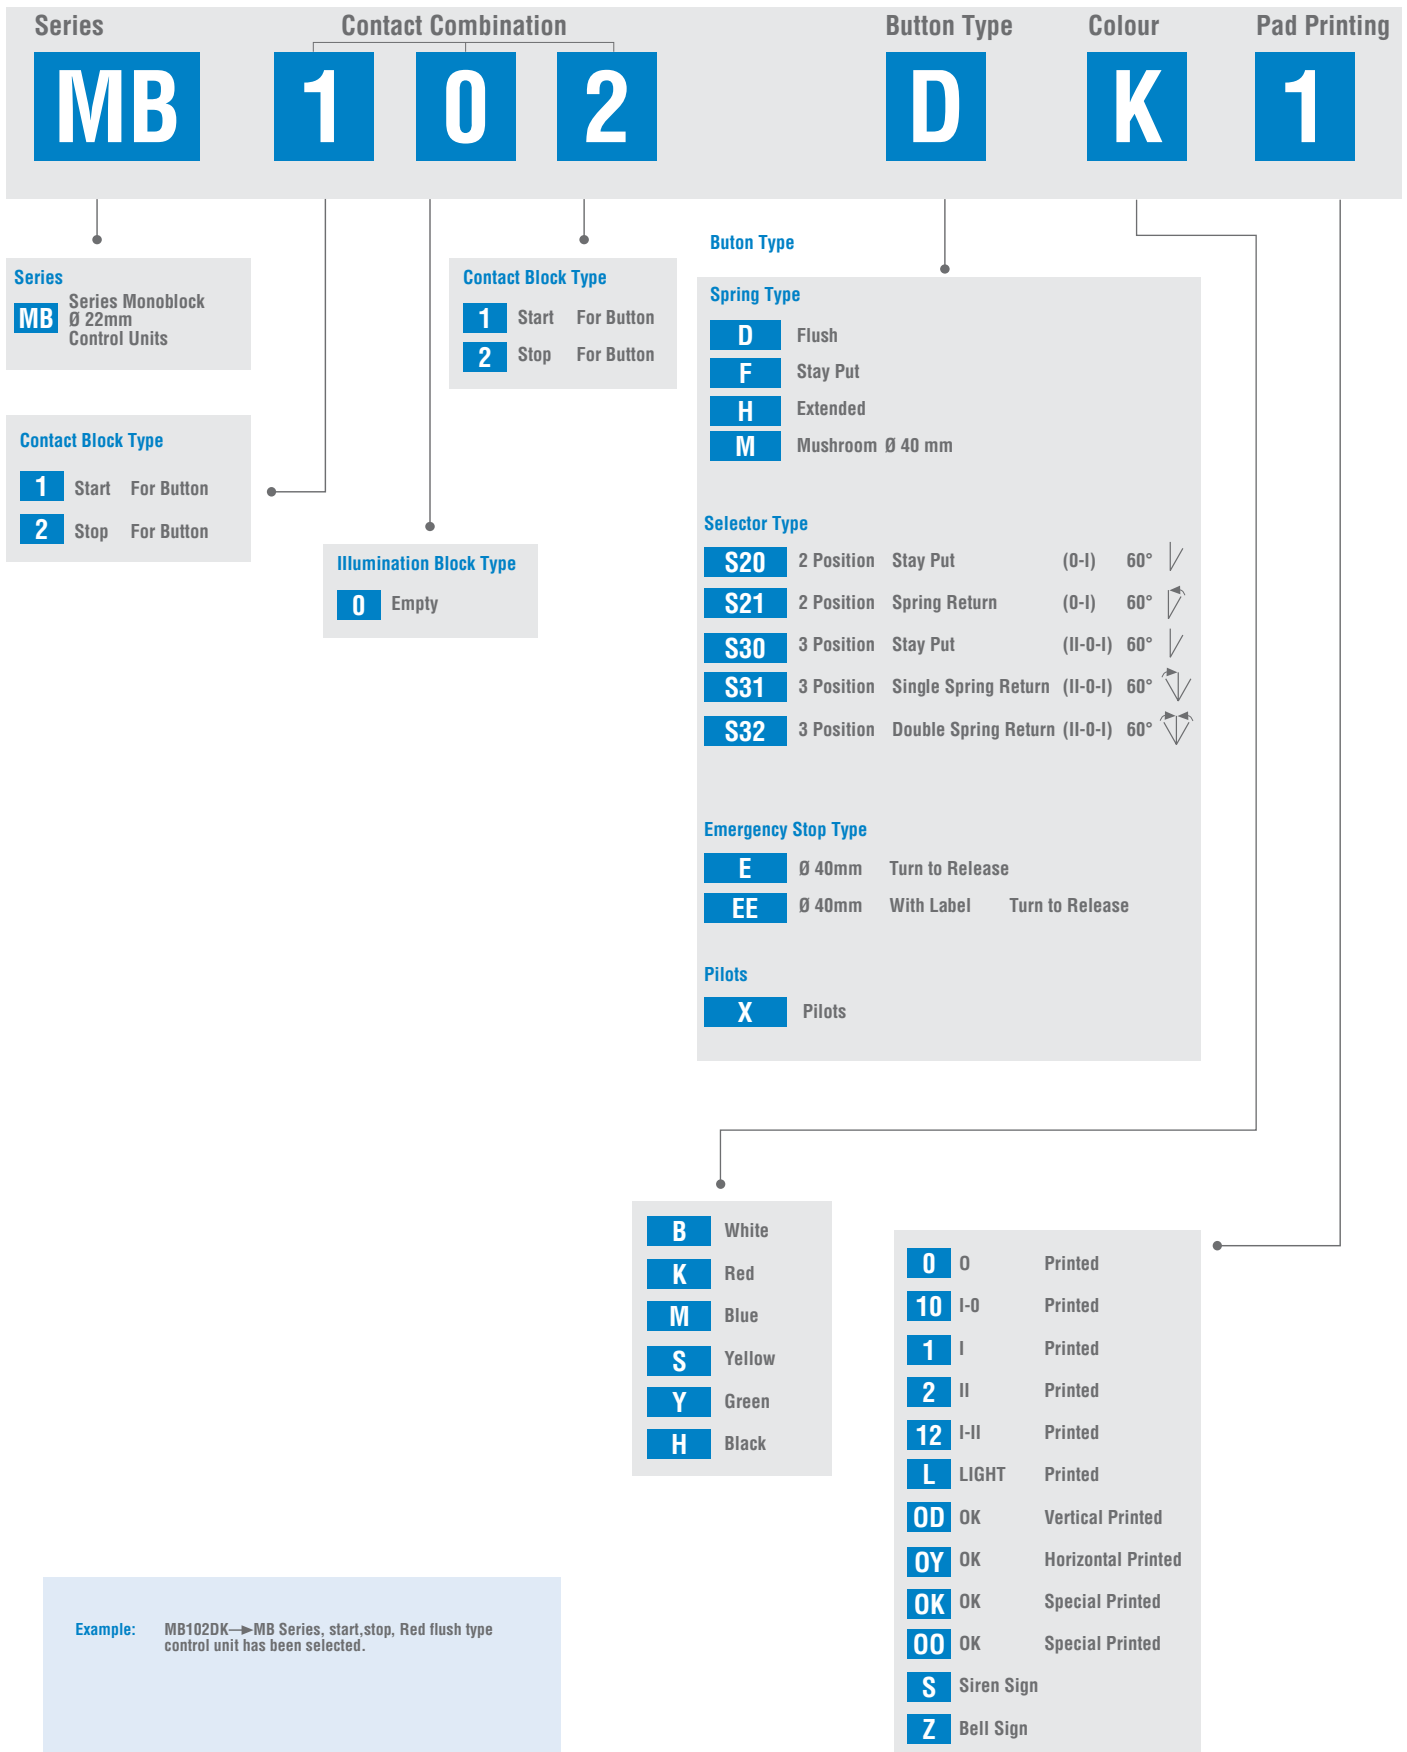 Series Contact Combination Button Type Colour Pad Printing
MB 1 0 2 D K 1
Series
MB Series Monoblock
Ø 22mm
Control Units
Contact Block Type
1 Start For Button
2 Stop For Button
Contact Block Type
1 Start For Button
2 Stop For Button
Illumination Block Type
0 Empty
Buton Type
Spring Type
D Flush
F Stay Put
H Extended
M Mushroom Ø 40 mm
Selector Type
S20 2 Position Stay Put (0-I) 60°
S21 2 Position Spring Return (0-I) 60°
S30 3 Position Stay Put (II-0-I) 60°
S31 3 Position Single Spring Return (II-0-I) 60°
S32 3 Position Double Spring Return (II-0-I) 60°
Emergency Stop Type
E Ø 40mm Turn to Release
EE Ø 40mm With Label Turn to Release
Pilots
X Pilots
B White
K Red
M Blue
S Yellow
Y Green
H Black
0 O Printed
10 I-0 Printed
1 I Printed
2 II Printed
12 I-II Printed
L LIGHT Printed
OD OK Vertical Printed
OY OK Horizontal Printed
OK OK Special Printed
OO OK Special Printed
S Siren Sign
Z Bell Sign
Example: MB102DK→MB Series, start,stop, Red flush type
control unit has been selected.